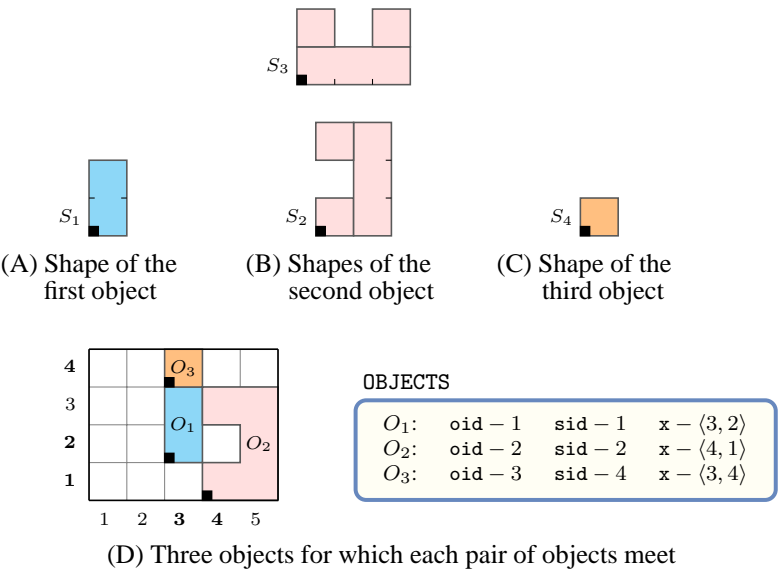 S₃
S₁
S₂
S₄
(A) Shape of the
first object
(B) Shapes of the
second object
(C) Shape of the
third object
4
3
2
1
O₃
O₁
O₂
1 2 3 4 5
OBJECTS
O₁: oid − 1 sid − 1 x − ⟨3, 2⟩
O₂: oid − 2 sid − 2 x − ⟨4, 1⟩
O₃: oid − 3 sid − 4 x − ⟨3, 4⟩
(D) Three objects for which each pair of objects meet